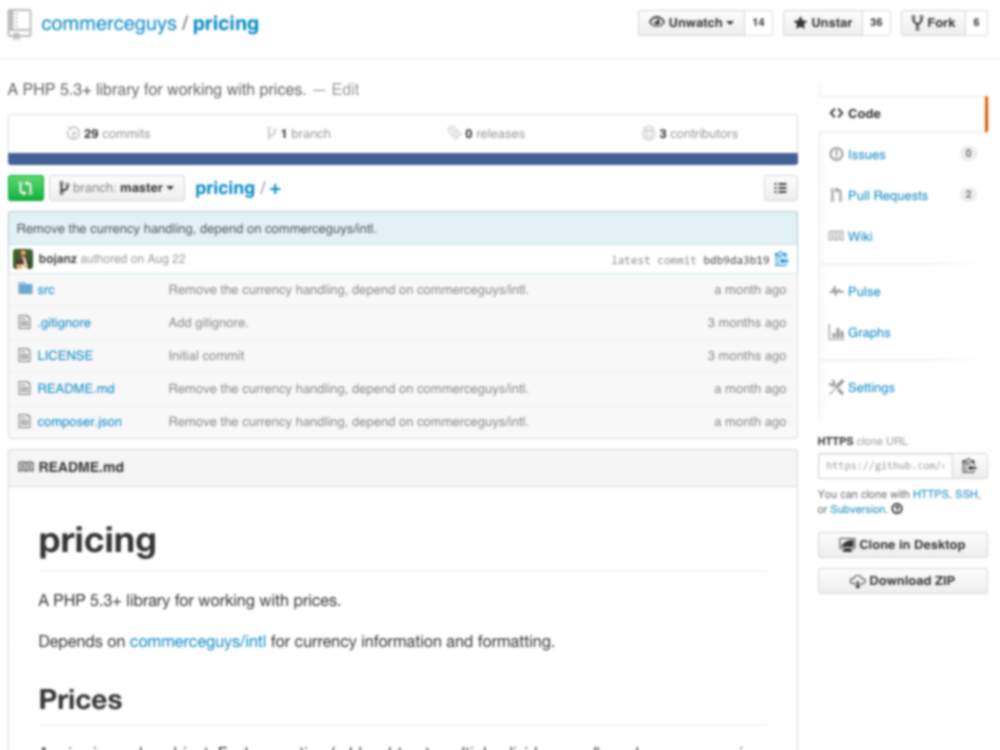 commerceguys / pricing
Unwatch 14 Unstar 36 Fork 6
A PHP 5.3+ library for working with prices. — Edit
29 commits 1 branch 0 releases 3 contributors
branch: master pricing / +
Remove the currency handling, depend on commerceguys/intl.
bojanz authored on Aug 22 latest commit bdb9da3b19
src Remove the currency handling, depend on commerceguys/intl. a month ago
.gitignore Add gitignore. 3 months ago
LICENSE Initial commit 3 months ago
README.md Remove the currency handling, depend on commerceguys/intl. a month ago
composer.json Remove the currency handling, depend on commerceguys/intl. a month ago
README.md
pricing
A PHP 5.3+ library for working with prices.
Depends on commerceguys/intl for currency information and formatting.
Prices
Code
Issues 0
Pull Requests 2
Wiki
Pulse
Graphs
Settings
HTTPS clone URL
https://github.com/
You can clone with HTTPS, SSH,
or Subversion.
Clone in Desktop
Download ZIP